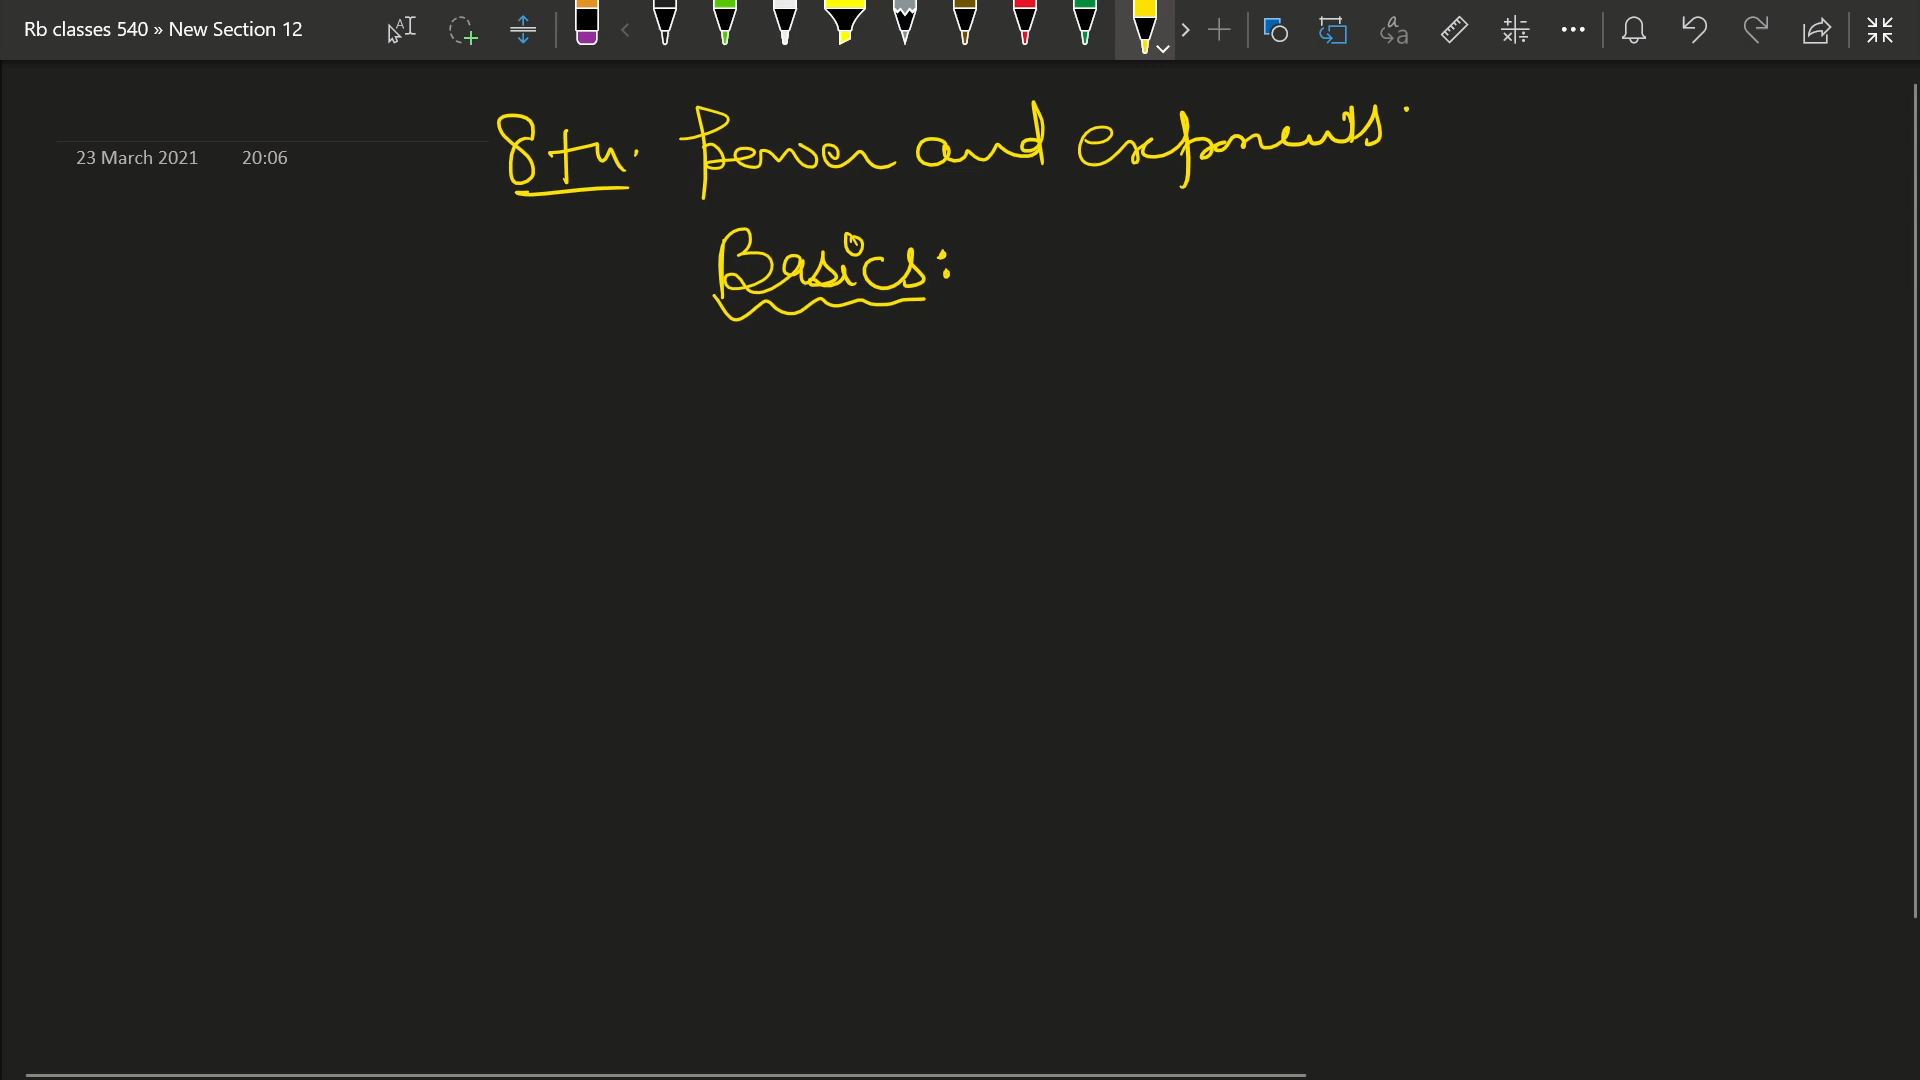 Rb classes 540 » New Section 12
8th. Power and exponents.
23 March 2021 20:06
Basics: